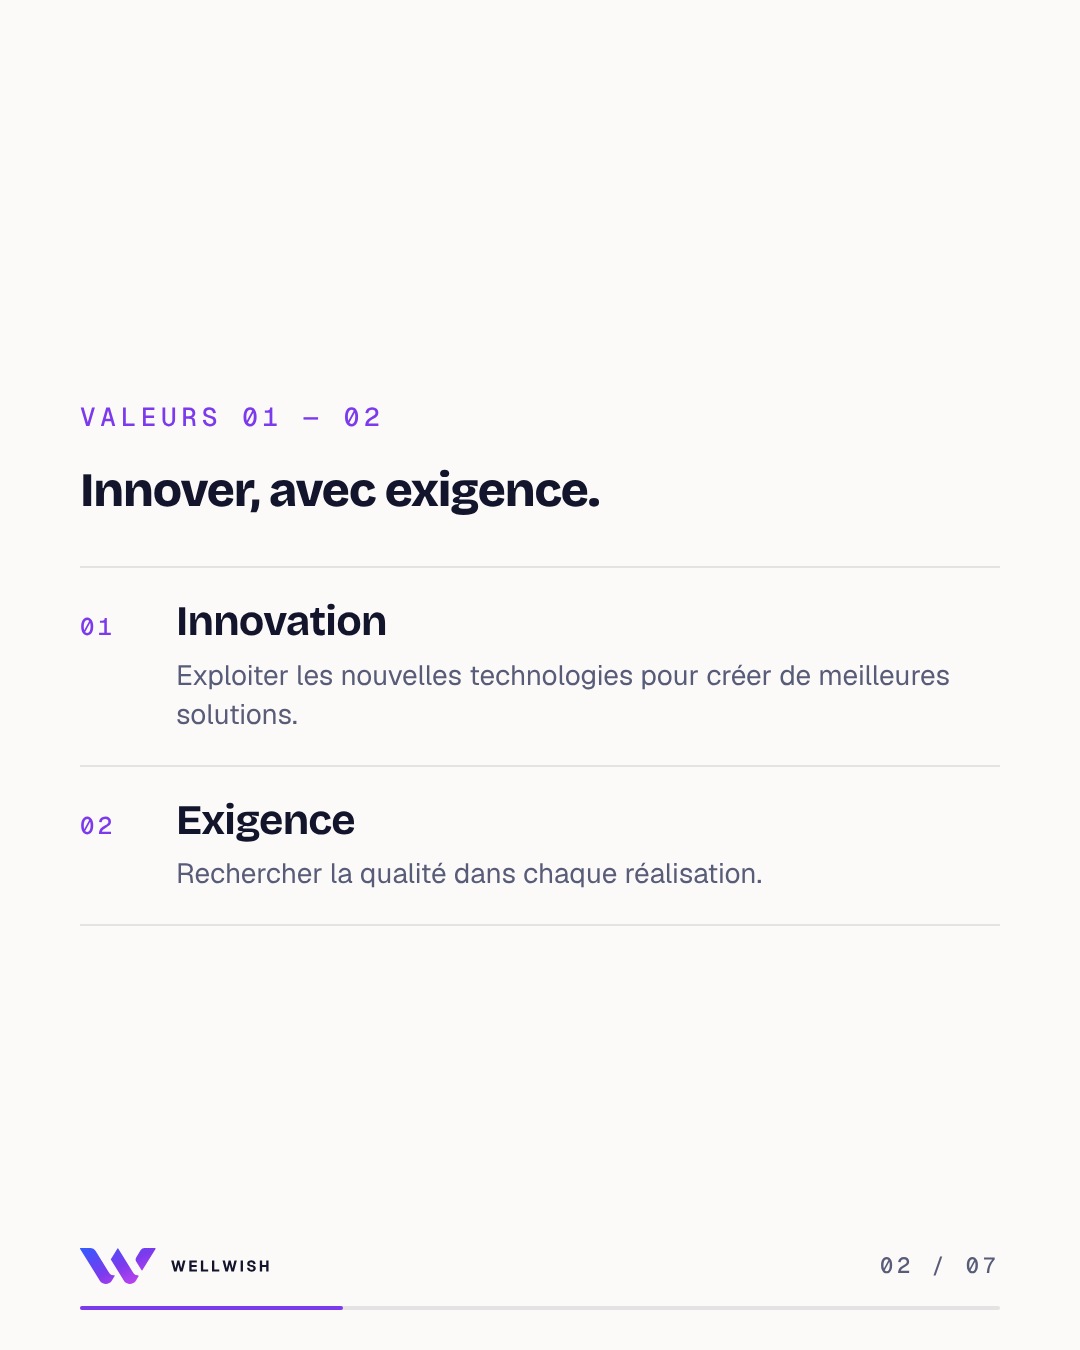 VALEURS 01 — 02
Innover, avec exigence.
01 Innovation
Exploiter les nouvelles technologies pour créer de meilleures
solutions.
02 Exigence
Rechercher la qualité dans chaque réalisation.
WELLWISH
02 / 07